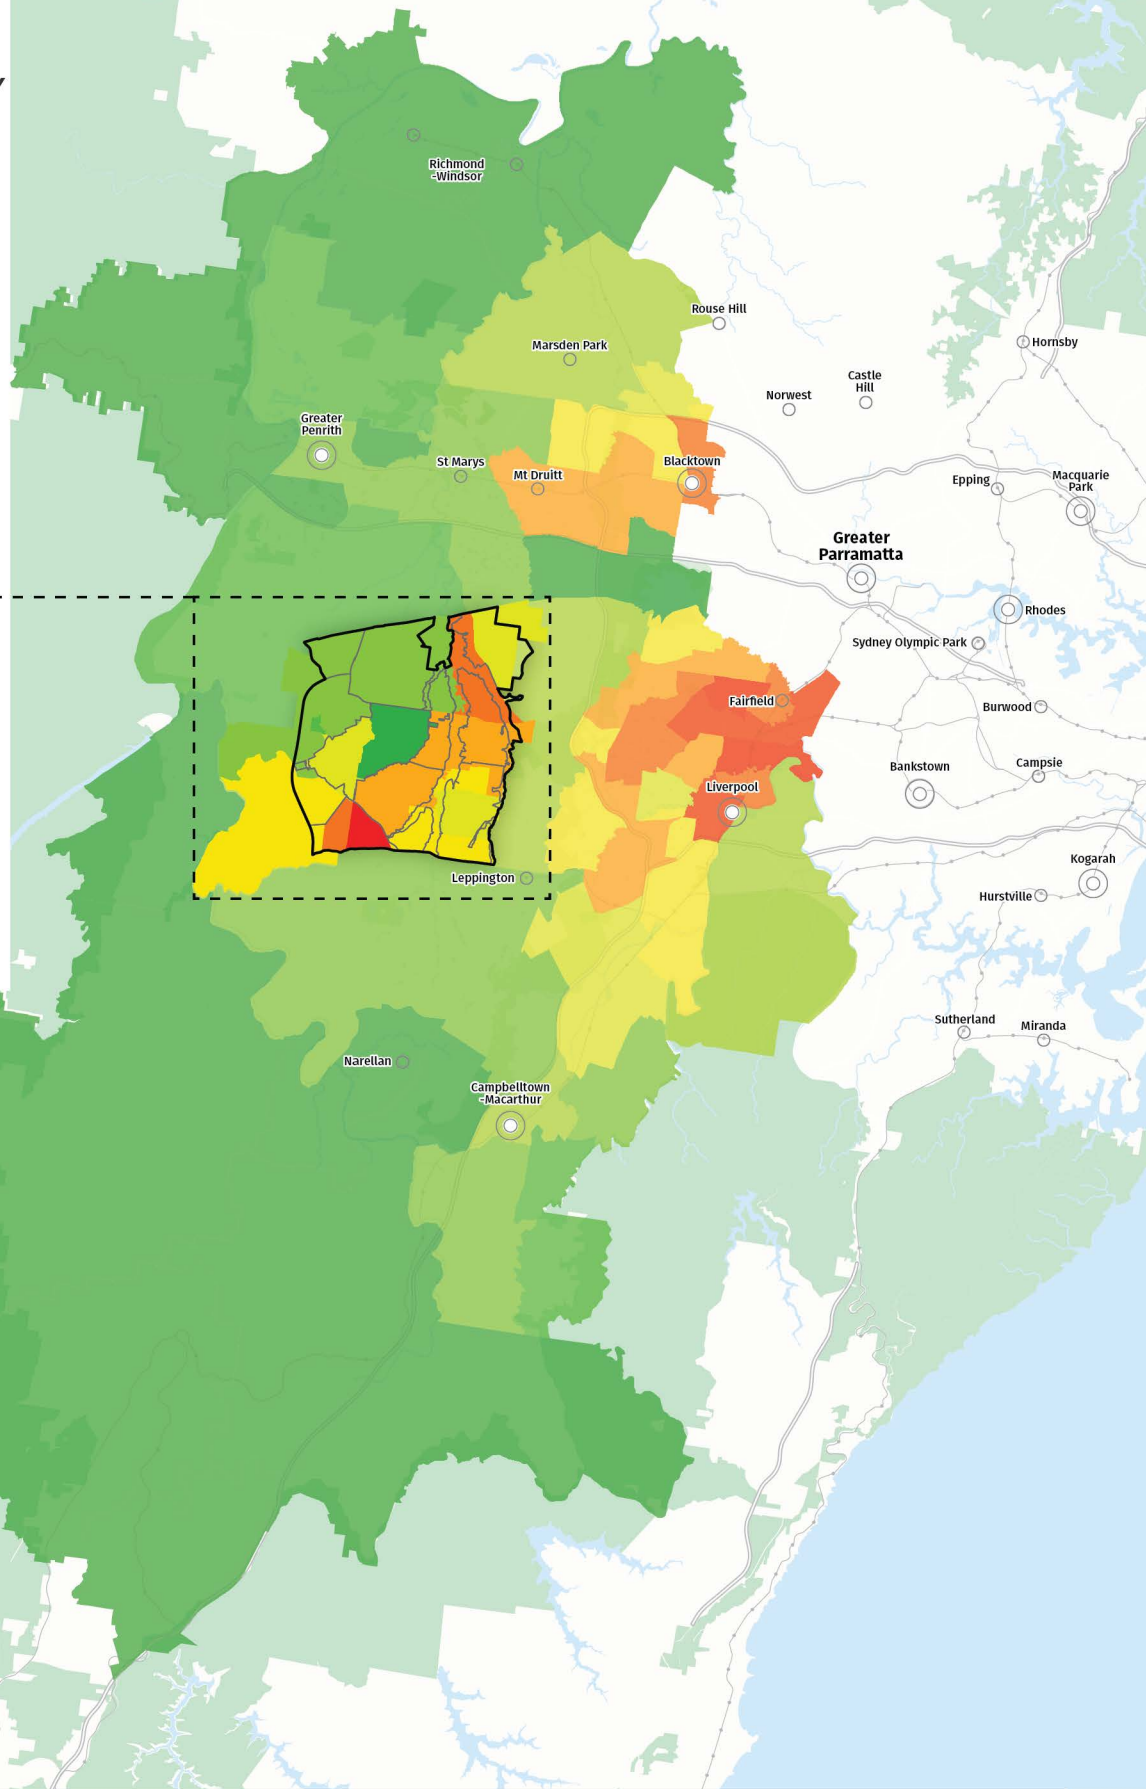 Richmond
-Windsor
Rouse Hill
Marsden Park
Hornsby
Castle
Hill
Norwest
Greater
Penrith
St Marys
Mt Druitt
Blacktown
Epping
Macquarie
Park
Greater
Parramatta
Rhodes
Sydney Olympic Park
Fairfield
Burwood
Bankstown
Campsie
Liverpool
Kogarah
Leppington
Hurstville
Sutherland
Miranda
Narellan
Campbelltown
-Macarthur